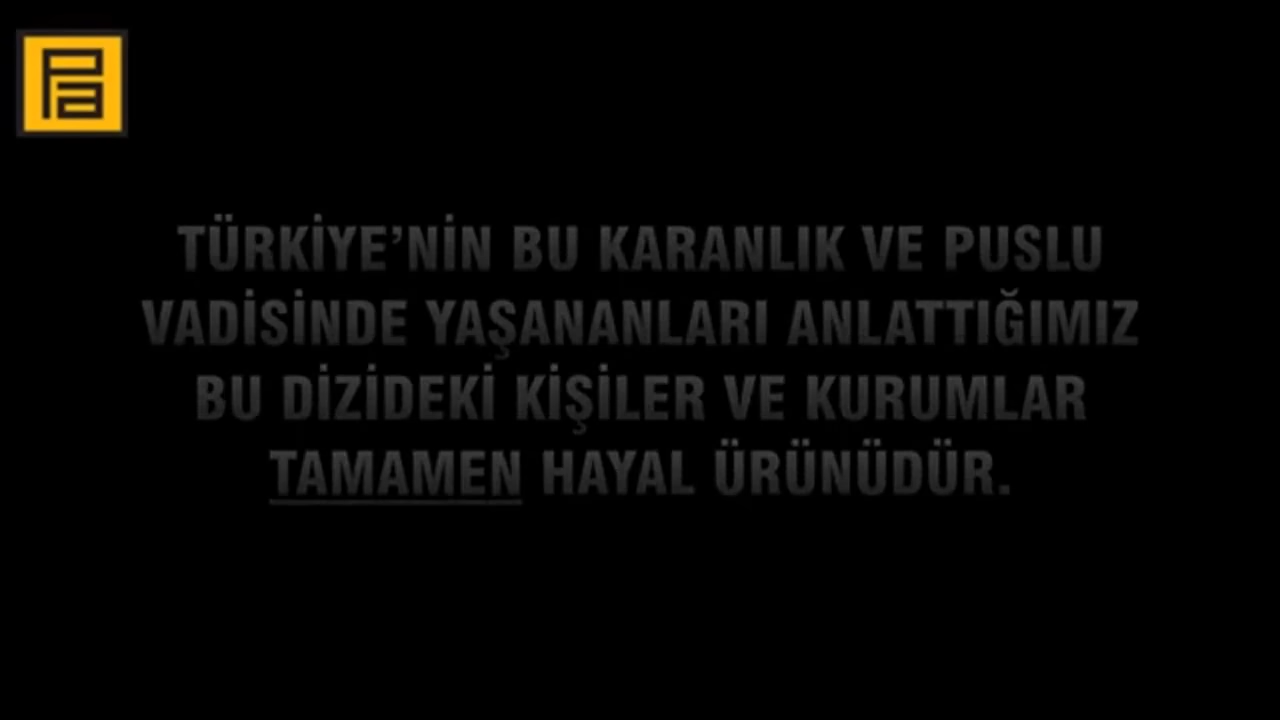 Pa
TÜRKİYE'NİN BU KARANLIK VE PUSLU
VADİSİNDE YAŞANANLARI ANLATTIĞIMIZ
BU DİZİDEKİ KİŞİLER VE KURUMLAR
TAMAMEN HAYAL ÜRÜNÜDÜR.